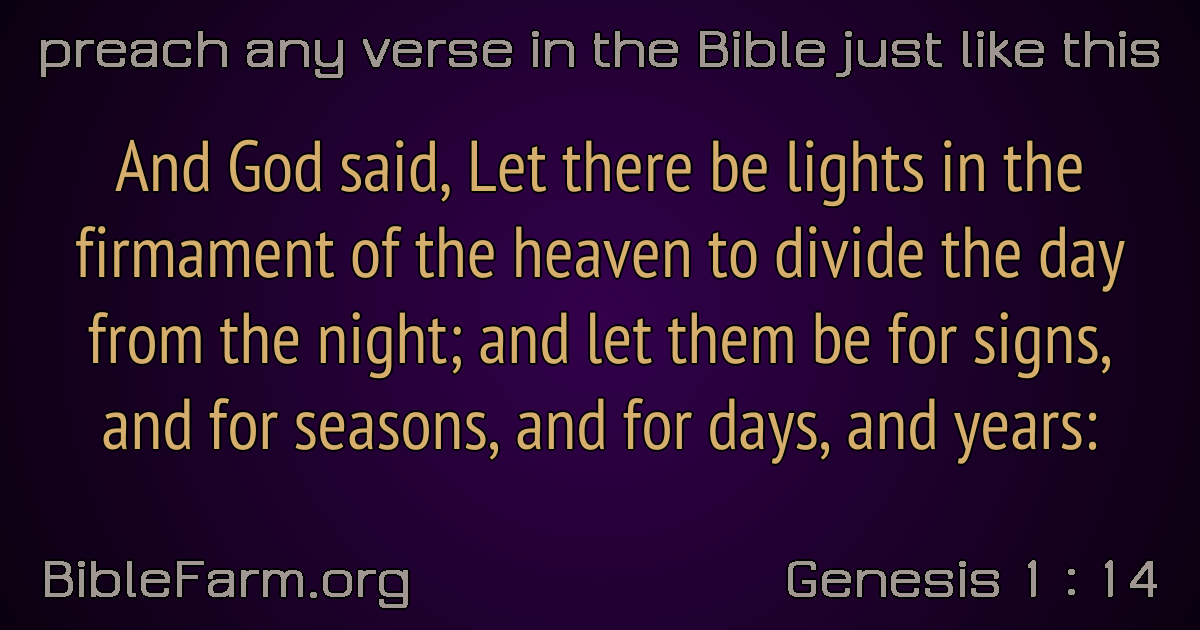 preach any verse in the Bible just like this
And God said, Let there be lights in the
firmament of the heaven to divide the day
from the night; and let them be for signs,
and for seasons, and for days, and years:
BibleFarm.org
Genesis 1 : 14